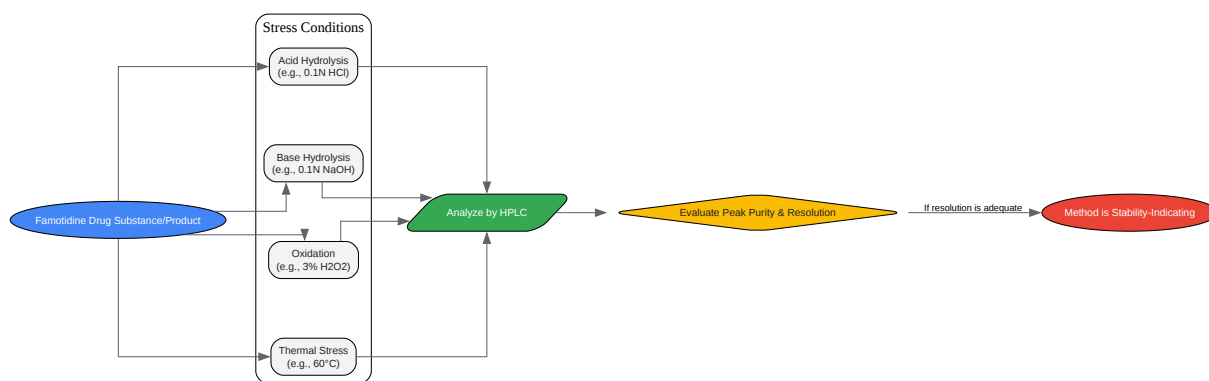 Stress Conditions
Acid Hydrolysis
(e.g., 0.1N HCl)
Base Hydrolysis
(e.g., 0.1N NaOH)
Famotidine Drug Substance/Product
Oxidation
(e.g., 3% H2O2)
Thermal Stress
(e.g., 60°C)
Analyze by HPLC
Evaluate Peak Purity & Resolution
If resolution is adequate
Method is Stability-Indicating